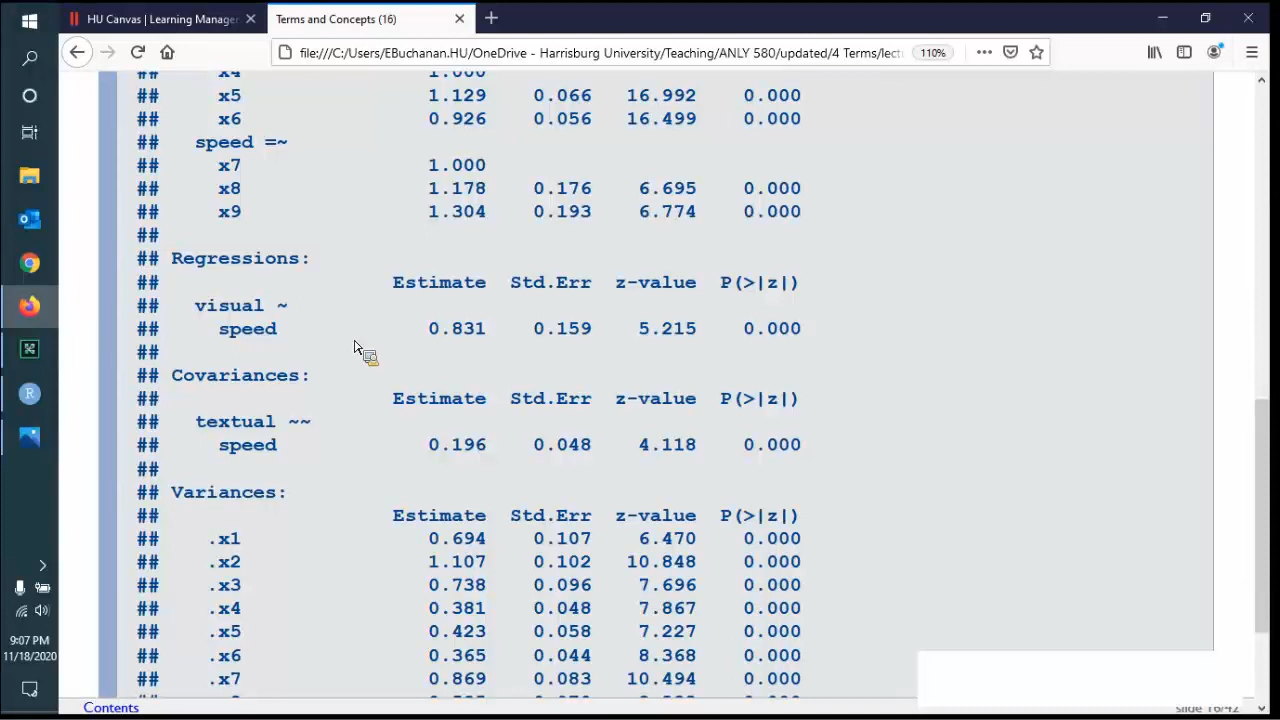 HU Canvas | Learning Manager
Terms and Concepts (16)
file:///C:/Users/EBuchanan.HU/OneDrive - Harrisburg University/Teaching/ANLY 580/updated/4 Terms/lect
110%
## x4 1.000
## x5 1.129 0.066 16.992 0.000
## x6 0.926 0.056 16.499 0.000
## speed =~
## x7 1.000
## x8 1.178 0.176 6.695 0.000
## x9 1.304 0.193 6.774 0.000
##
## Regressions:
## Estimate Std.Err z-value P(>|z|)
## visual ~
## speed 0.831 0.159 5.215 0.000
##
## Covariances:
## Estimate Std.Err z-value P(>|z|)
## textual ~~
## speed 0.196 0.048 4.118 0.000
##
## Variances:
## Estimate Std.Err z-value P(>|z|)
## .x1 0.694 0.107 6.470 0.000
## .x2 1.107 0.102 10.848 0.000
## .x3 0.738 0.096 7.696 0.000
## .x4 0.381 0.048 7.867 0.000
## .x5 0.423 0.058 7.227 0.000
## .x6 0.365 0.044 8.368 0.000
## .x7 0.869 0.083 10.494 0.000
Contents
slide 16/42
9:07 PM
11/18/2020